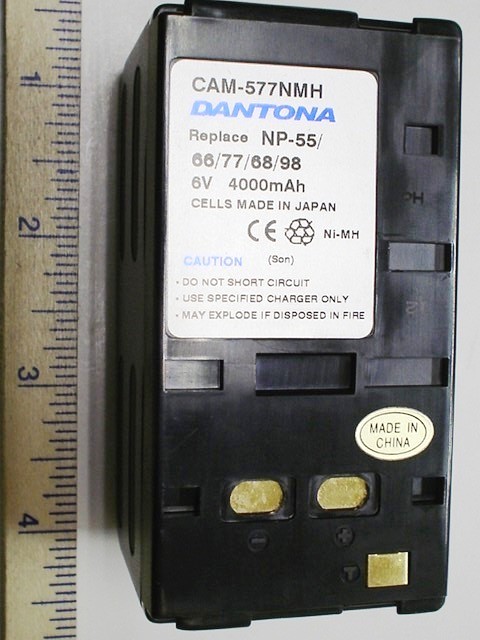 CAM-577NMH
DANTONA
Replace NP-55/
66/77/68/98
6V 4000mAh
CELLS MADE IN JAPAN
CE Ni-MH
CAUTION (Son)
• DO NOT SHORT CIRCUIT
• USE SPECIFIED CHARGER ONLY
• MAY EXPLODE IF DISPOSED IN FIRE
MADE IN
CHINA
- +
T
1
2
3
4